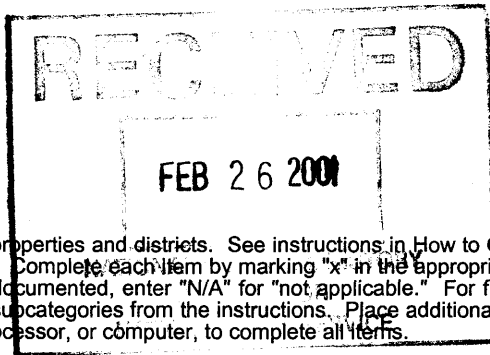 RECEIVED
FEB 26 2001
properties and districts. See instructions in How to
Complete each item by marking "x" in the appropri
documented, enter "N/A" for "not applicable." For f
subcategories from the instructions. Place additiona
ocessor, or computer, to complete all items.